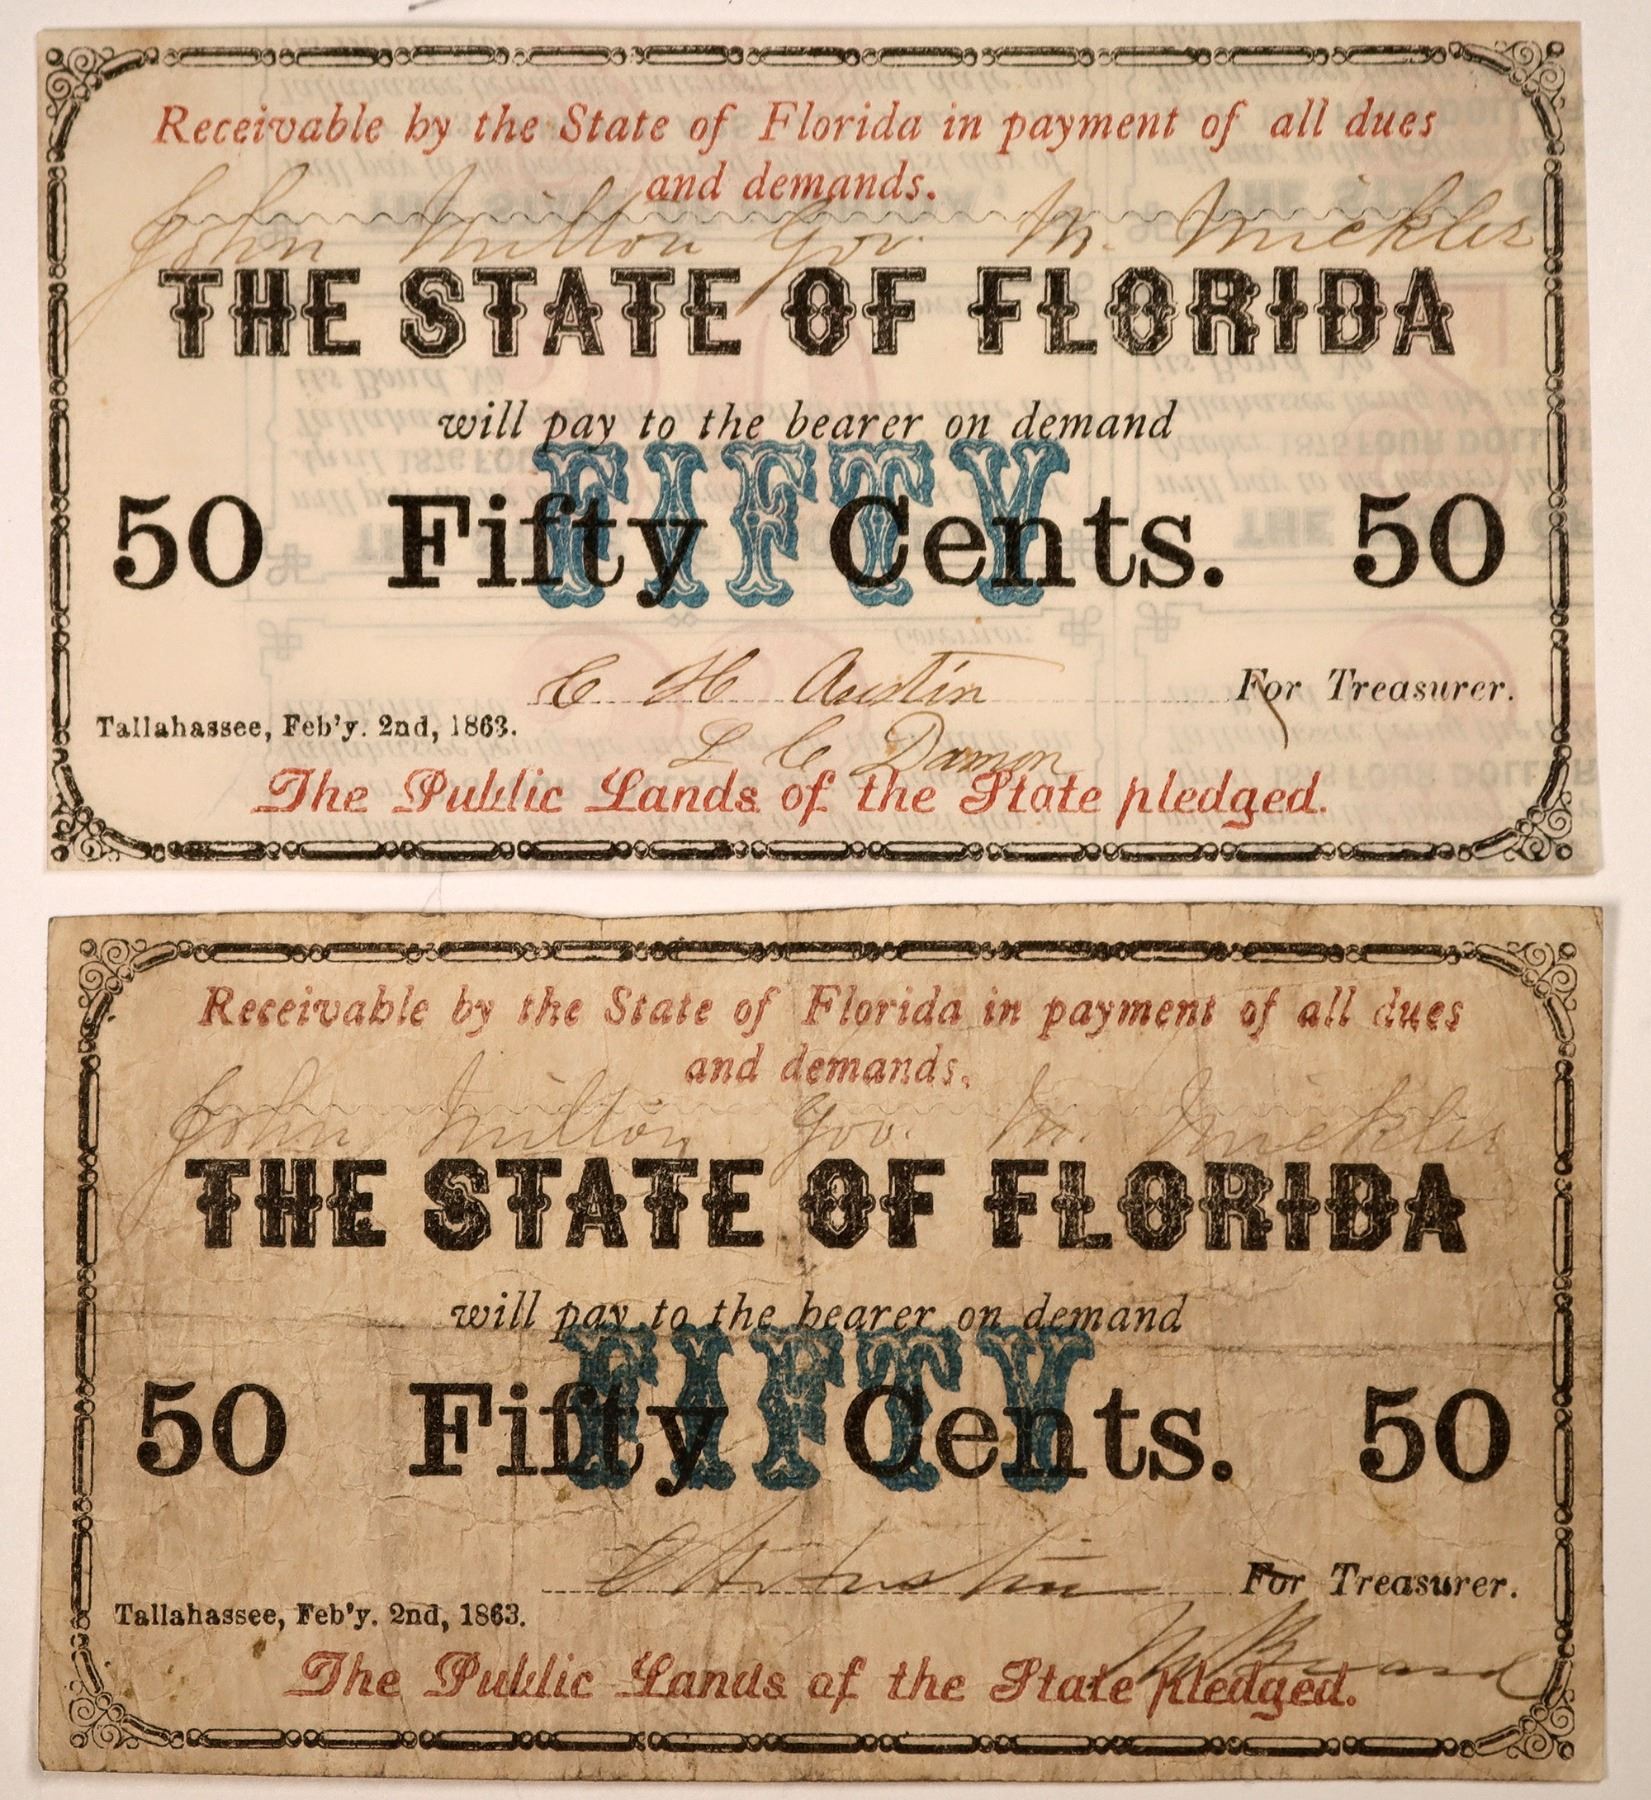 Receivable by the State of Florida in payment of all dues
and demands.
John Milton Gov. M. Mickler
THE STATE OF FLORIDA
will pay to the bearer on demand
FIFTY
50 Fifty Cents. 50
C H Austin For Treasurer.
Tallahassee, Feb'y. 2nd, 1863.
L C Damon
The Public Lands of the State pledged.
Receivable by the State of Florida in payment of all dues
and demands.
John Milton Gov. M. Mickler
THE STATE OF FLORIDA
will pay to the bearer on demand
FIFTY
50 Fifty Cents. 50
C H Austin For Treasurer.
Tallahassee, Feb'y. 2nd, 1863.
The Public Lands of the State pledged.